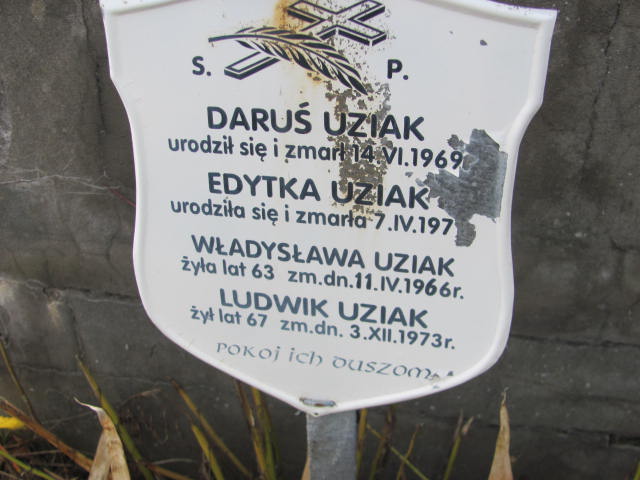 S. P.
DARUŚ UZIAK
urodził się i zmarł 14.VI.1969
EDYTKA UZIAK
urodziła się i zmarła 7.IV.197
WŁADYSŁAWA UZIAK
żyła lat 63 zm.dn.11.IV.1966r.
LUDWIK UZIAK
żył lat 67 zm.dn. 3.XII.1973r.
POKOJ ICH DUSZOM